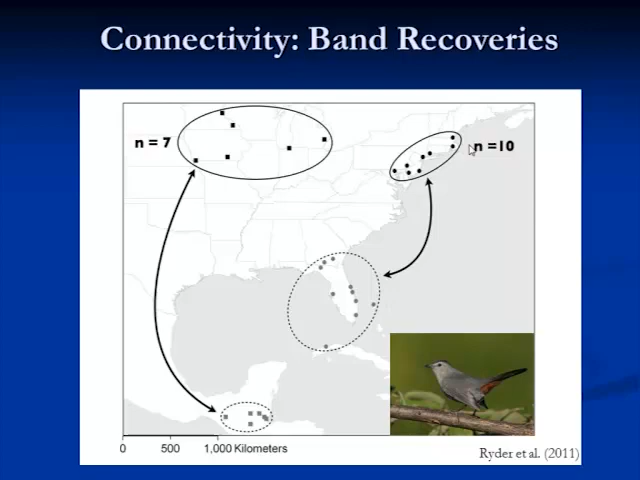 Connectivity: Band Recoveries
n = 7
n =10
0 500 1,000 Kilometers
Ryder et al. (2011)